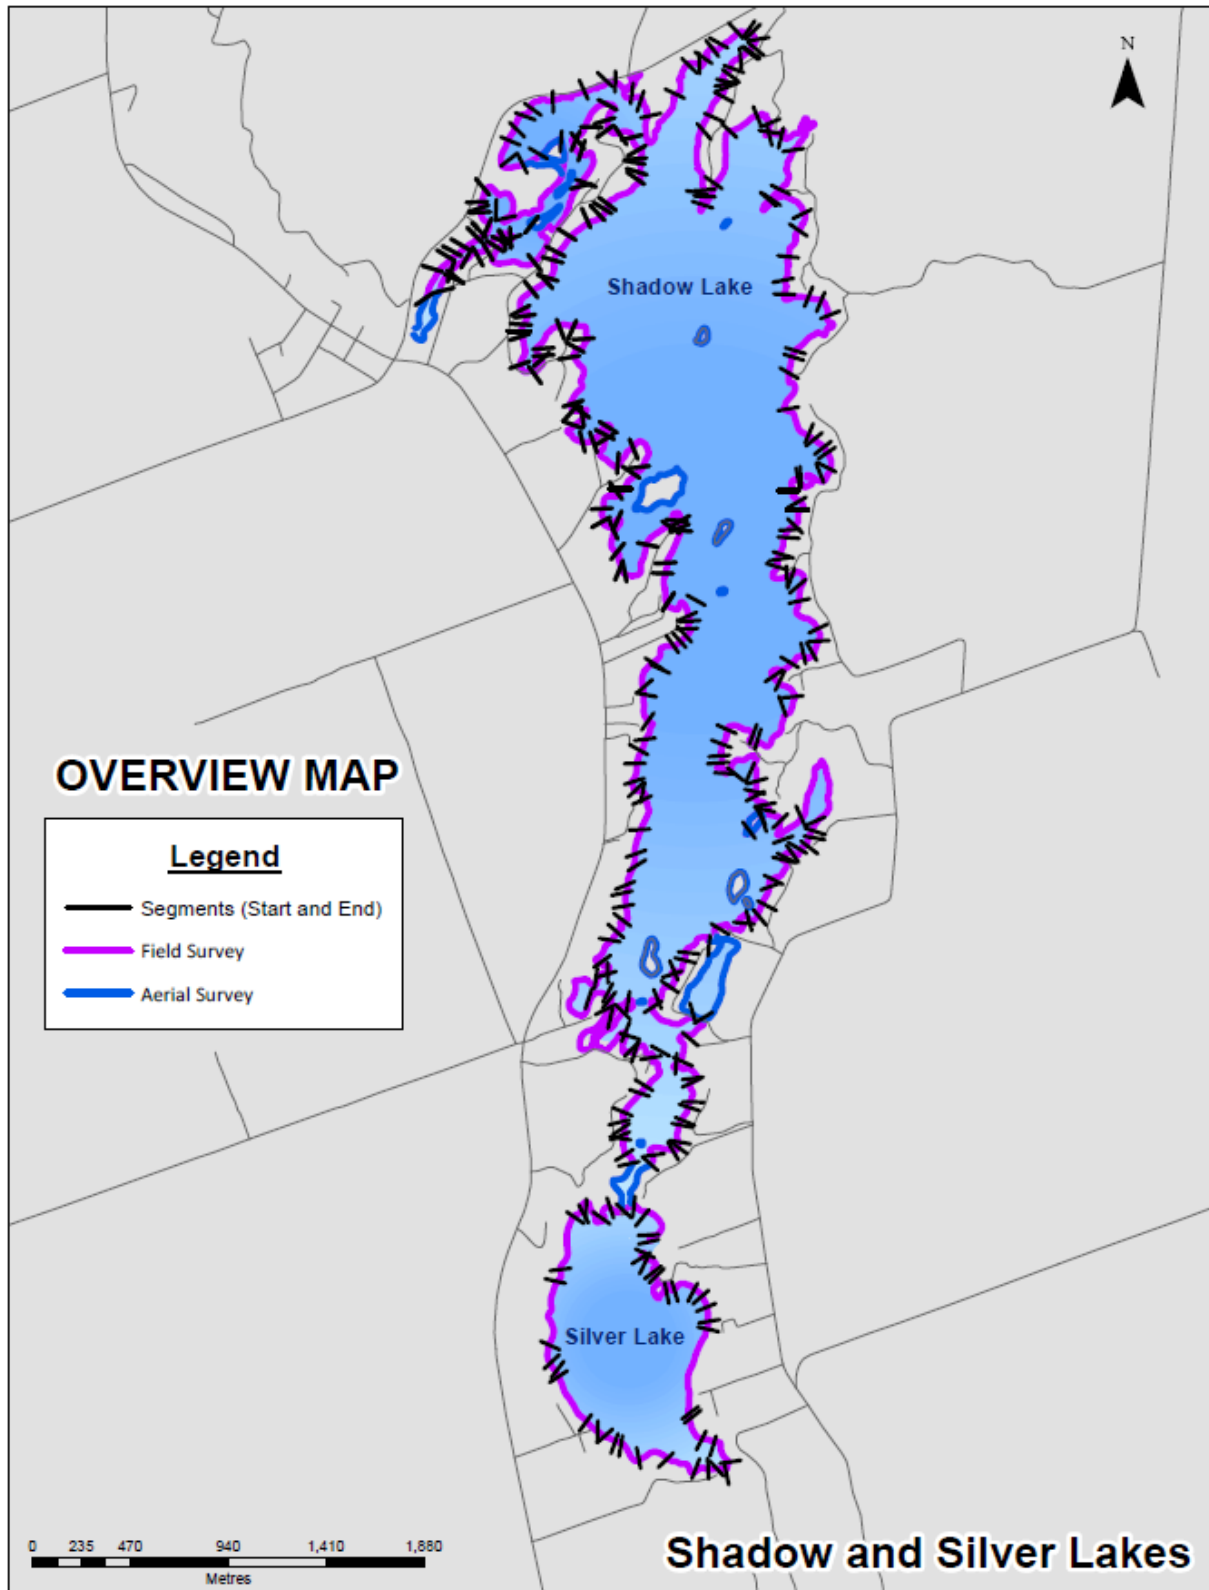 N
Shadow Lake
OVERVIEW MAP
Legend
Segments (Start and End)
Field Survey
Aerial Survey
Silver Lake
0 235 470 940 1,410 1,880
Metres
Shadow and Silver Lakes